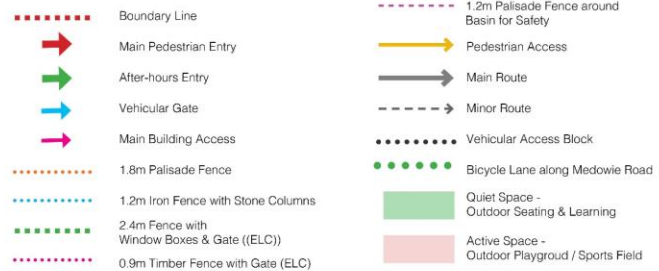 Boundary Line
Main Pedestrian Entry
After-hours Entry
Vehicular Gate
Main Building Access
1.8m Palisade Fence
1.2m Iron Fence with Stone Columns
2.4m Fence with
Window Boxes & Gate ((ELC))
0.9m Timber Fence with Gate (ELC)
1.2m Palisade Fence around
Basin for Safety
Pedestrian Access
Main Route
Minor Route
Vehicular Access Block
Bicycle Lane along Medowie Road
Quiet Space -
Outdoor Seating & Learning
Active Space -
Outdoor Playgroud / Sports Field